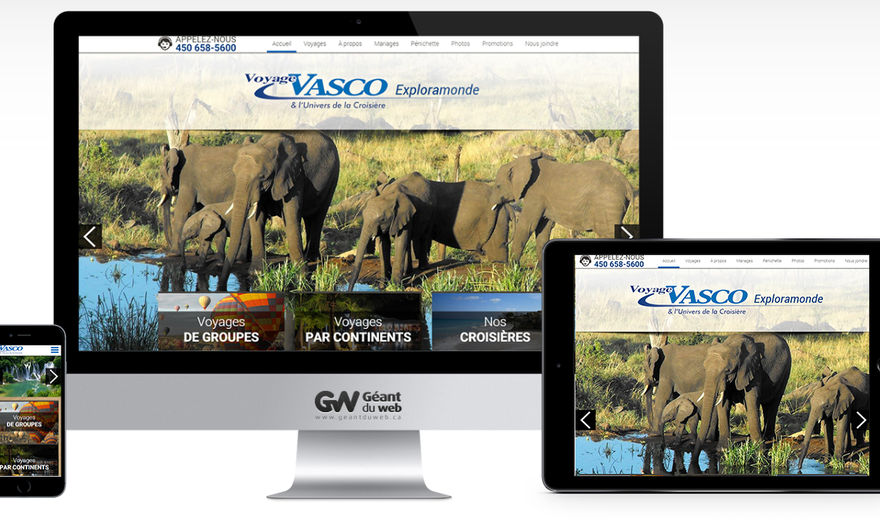 APPELEZ-NOUS
450 658-5600
Accueil Voyages À propos Mariages Pénichette Photos Promotions Nous joindre
Voyage VASCO Exploramonde
& l'Univers de la Croisière
Voyages
DE GROUPES
Voyages
PAR CONTINENTS
Nos
CROISIÈRES
GW Géant
du web
www.geantduweb.ca
APPELEZ-NOUS
450 658-5600
Accueil Voyages À propos Mariages Pénichette Photos Promotions Nous joindre
Voyage VASCO Exploramonde
& l'Univers de la Croisière
VASCO
Voyages
DE GROUPES
Voyages
PAR CONTINENTS